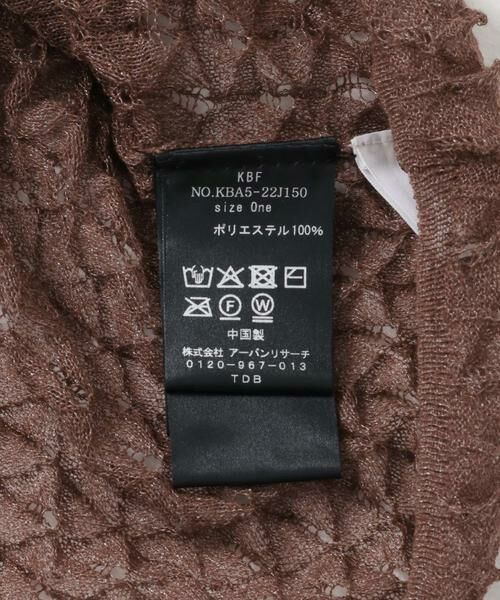 KBF
NO.KBA5-22J150
size One
ポリエステル100%
F W
中国製
株式会社 アーバンリサーチ
0120-967-013
TDB